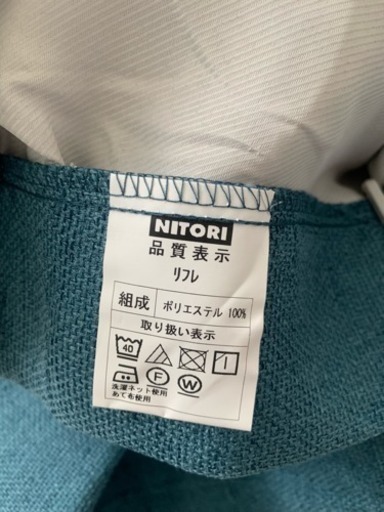 NITORI
品質表示
リフレ
組成 ポリエステル 100%
取り扱い表示
40
F W
洗濯ネット使用
あて布使用